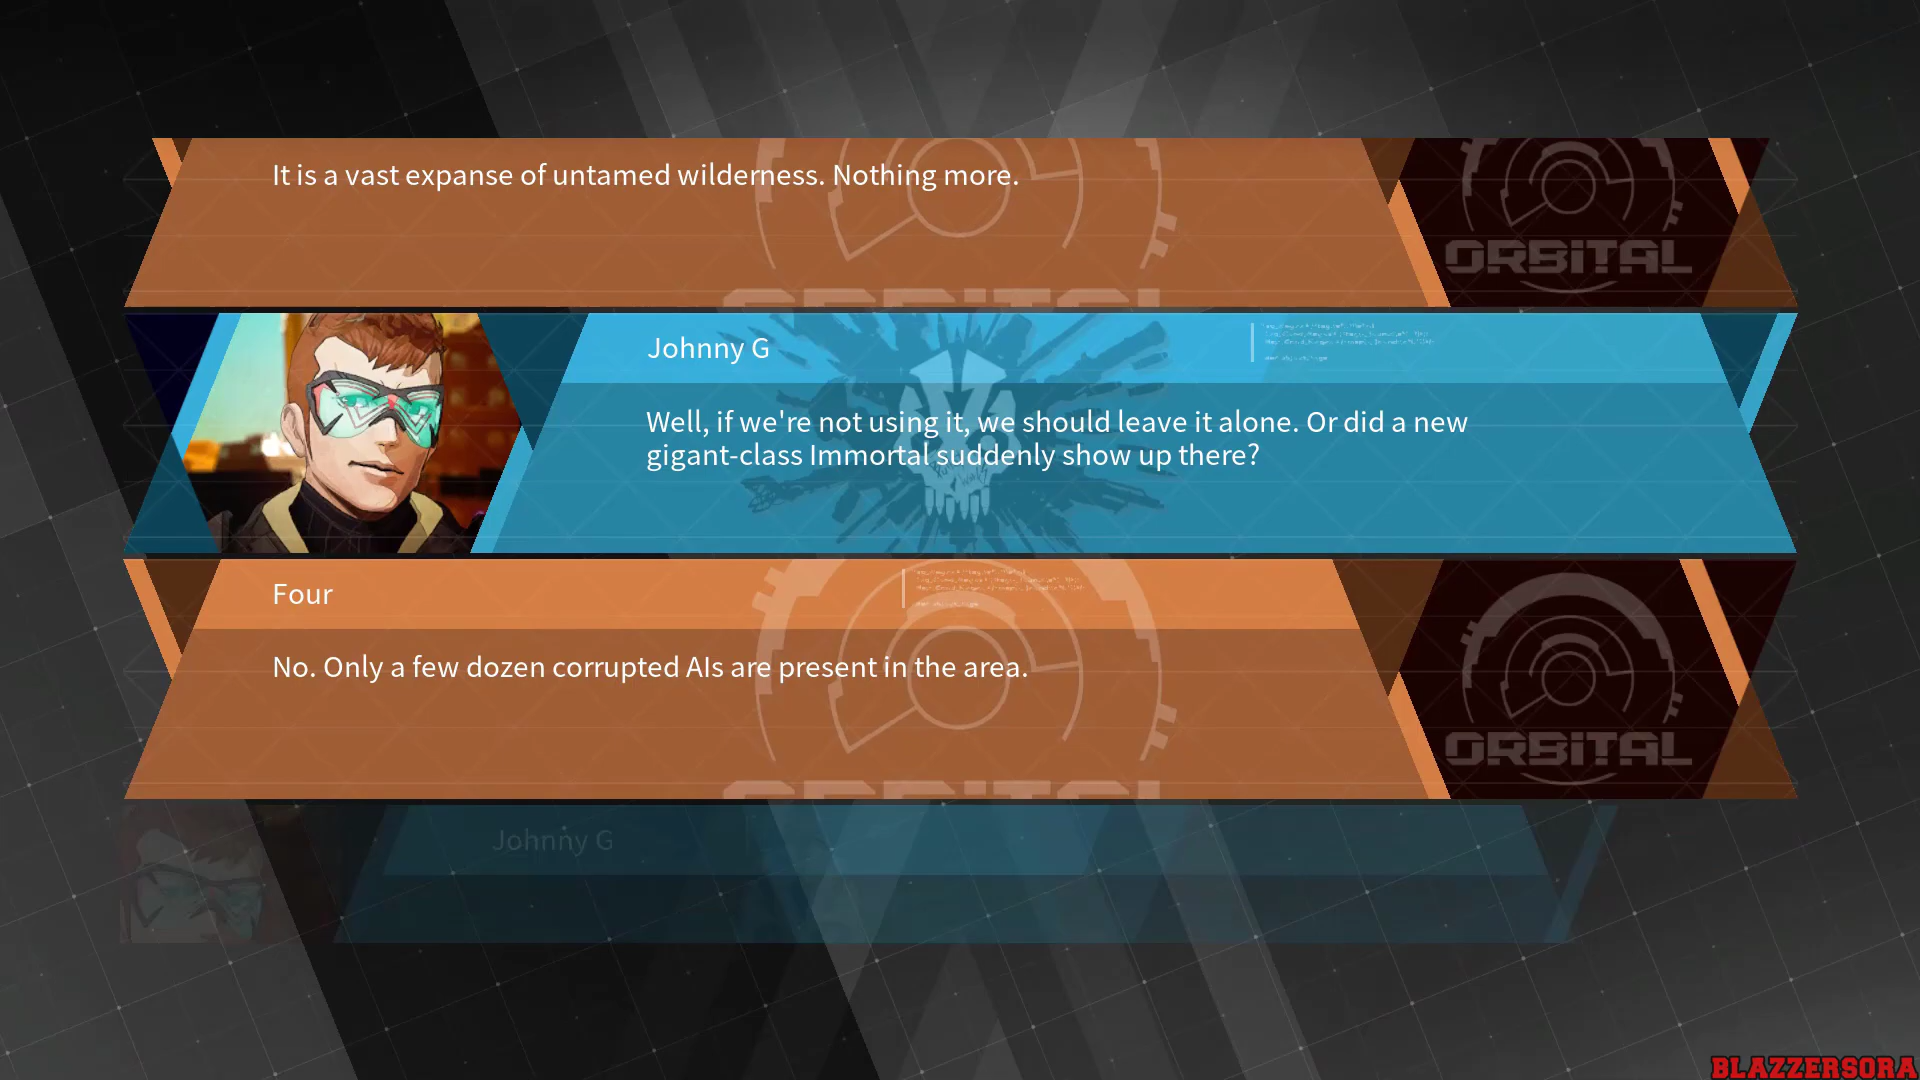 It is a vast expanse of untamed wilderness. Nothing more.
ORBITAL
Johnny G
Well, if we're not using it, we should leave it alone. Or did a new
gigant-class Immortal suddenly show up there?
Four
No. Only a few dozen corrupted AIs are present in the area.
ORBITAL
Johnny G
BLAZZERSORA